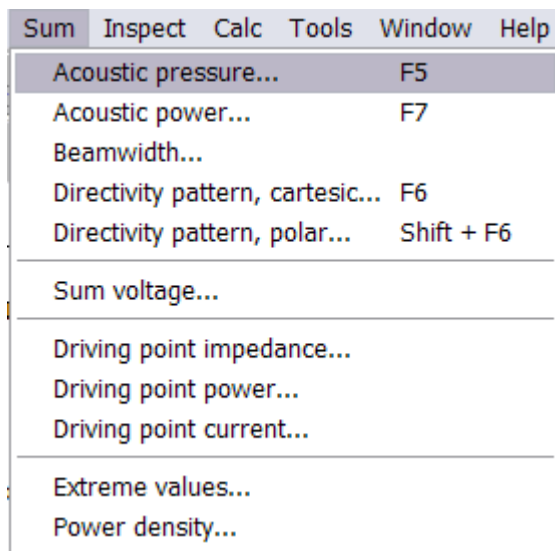 Sum Inspect Calc Tools Window Help
Acoustic pressure... F5
Acoustic power... F7
Beamwidth...
Directivity pattern, cartesic... F6
Directivity pattern, polar... Shift + F6
Sum voltage...
Driving point impedance...
Driving point power...
Driving point current...
Extreme values...
Power density...